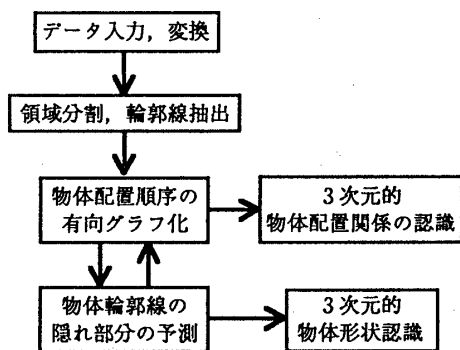 データ入力，変換
領域分割，輪郭線抽出
物体配置順序の
有向グラフ化
3次元的
物体配置関係の認識
物体輪郭線の
隠れ部分の予測
3次元的
物体形状認識